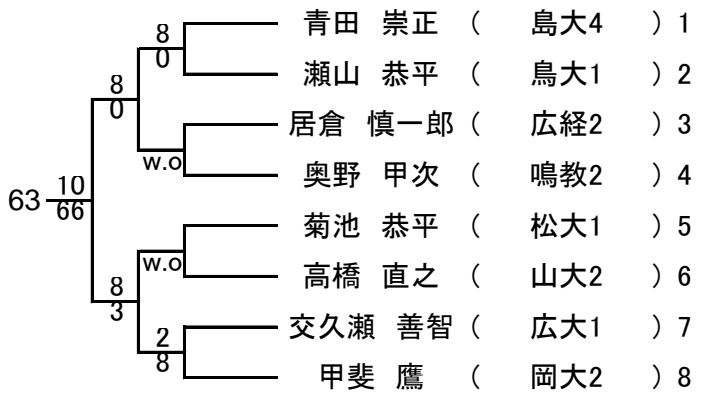 青田 崇正 ( 島大4 ) 1
8
0
瀬山 恭平 ( 鳥大1 ) 2
8
0
居倉 慎一郎 ( 広経2 ) 3
w.o
奥野 甲次 ( 鳴教2 ) 4
63
10
66
菊池 恭平 ( 松大1 ) 5
w.o
高橋 直之 ( 山大2 ) 6
8
3
交久瀬 善智 ( 広大1 ) 7
2
8
甲斐 鷹 ( 岡大2 ) 8